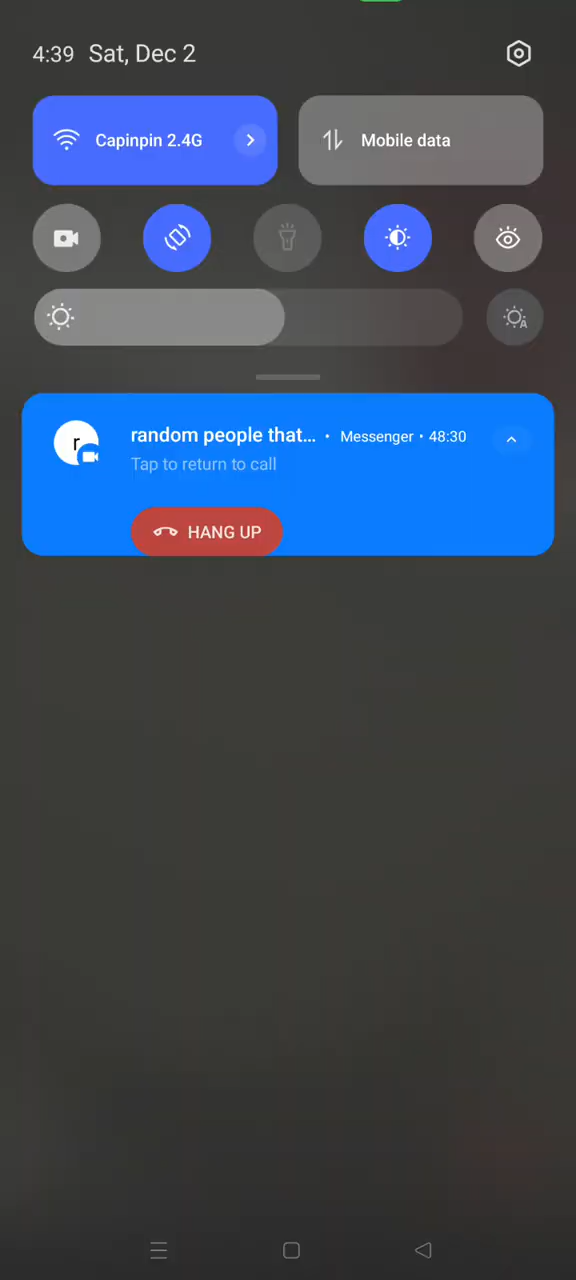 4:39 Sat, Dec 2
Capinpin 2.4G
Mobile data
A
r
random people that... • Messenger • 48:30
Tap to return to call
HANG UP